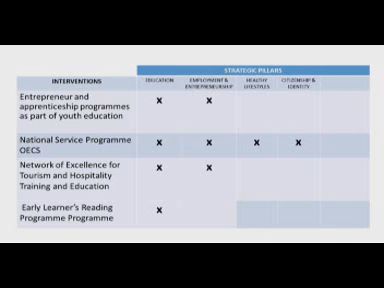 STRATEGIC PILLARS
INTERVENTIONS
EDUCATION
EMPLOYMENT &
ENTREPRENEURSHIP
HEALTHY
LIFESTYLES
CITIZENSHIP &
IDENTITY
Entrepreneur and
apprenticeship programmes
as part of youth education
x x
National Service Programme
OECS
x x x x
Network of Excellence for
Tourism and Hospitality
Training and Education
x x
Early Learner's Reading
Programme Programme
x